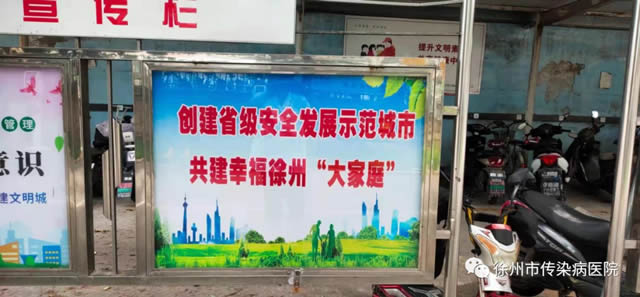 宣传栏
提升文明素
管理
意识
建文明城
创建省级安全发展示范城市
共建幸福徐州“大家庭”
徐州市传染病医院